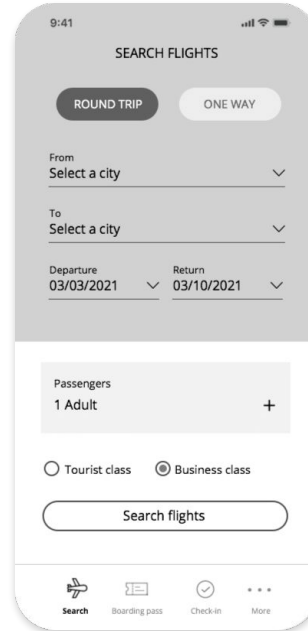 9:41
SEARCH FLIGHTS
ROUND TRIP ONE WAY
From
Select a city
To
Select a city
Departure Return
03/03/2021 03/10/2021
Passengers
1 Adult +
Tourist class Business class
Search flights
Search Boarding pass Check-in More